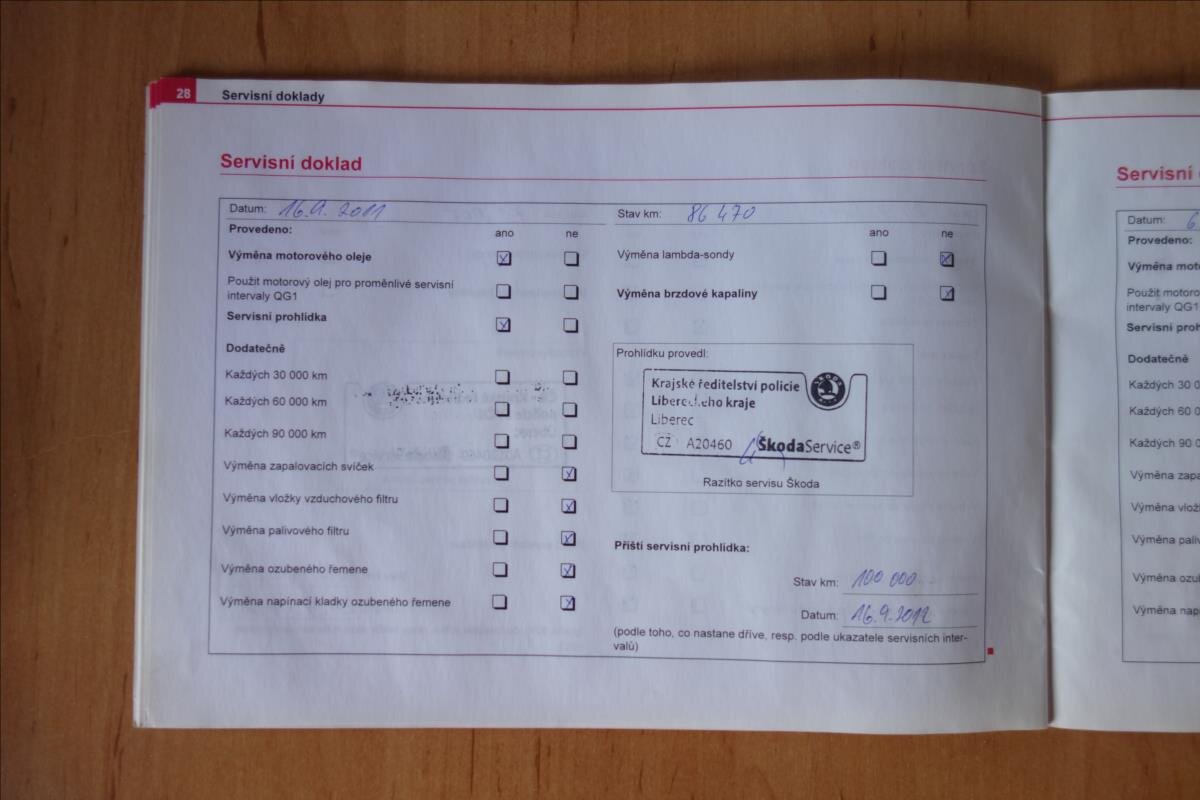 28 Servisní doklady
Servisní doklad
Datum: 16.9. 2011
Stav km: 86 470
Provedeno:
ano ne
ano ne
Výměna motorového oleje
Použit motorový olej pro proměnlivé servisní
intervaly QG1
Servisní prohlídka
Dodatečně
Každých 30 000 km
Každých 60 000 km
Každých 90 000 km
Výměna zapalovacích svíček
Výměna vložky vzduchového filtru
Výměna palivového filtru
Výměna ozubeného řemene
Výměna napínací kladky ozubeného řemene
Výměna lambda-sondy
Výměna brzdové kapaliny
Prohlídku provedl:
Krajské ředitelství policie
Libereckého kraje
Liberec
CZ A20460 ŠkodaService®
Razítko servisu Škoda
Příští servisní prohlídka:
Stav km: 100 000
Datum: 16.9.2012
(podle toho, co nastane dříve, resp. podle ukazatele servisních inter-
valů)
Servisní
Datum: 6
Provedeno:
Výměna moto
Použit motoro
intervaly QG1
Servisní proh
Dodatečně
Každých 30 0
Každých 60 0
Každých 90 0
Výměna zapa
Výměna vlož
Výměna paliv
Výměna ozu
Výměna nap